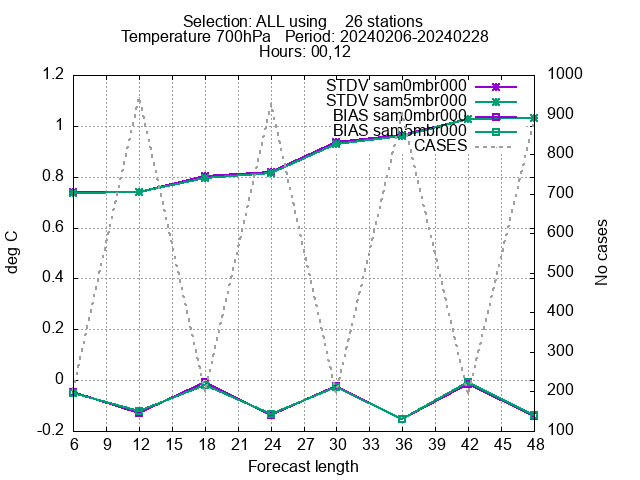 Selection: ALL using    26 stations
Temperature 700hPa   Period: 20240206-20240228
Hours: 00,12
STDV sam0mbr000
STDV sam5mbr000
BIAS sam0mbr000
BIAS sam5mbr000
CASES
deg C
1.2
1
0.8
0.6
0.4
0.2
0
-0.2
1000
900
800
700
600
500
400
300
200
100
No cases
6 9 12 15 18 21 24 27 30 33 36 39 42 45 48
Forecast length